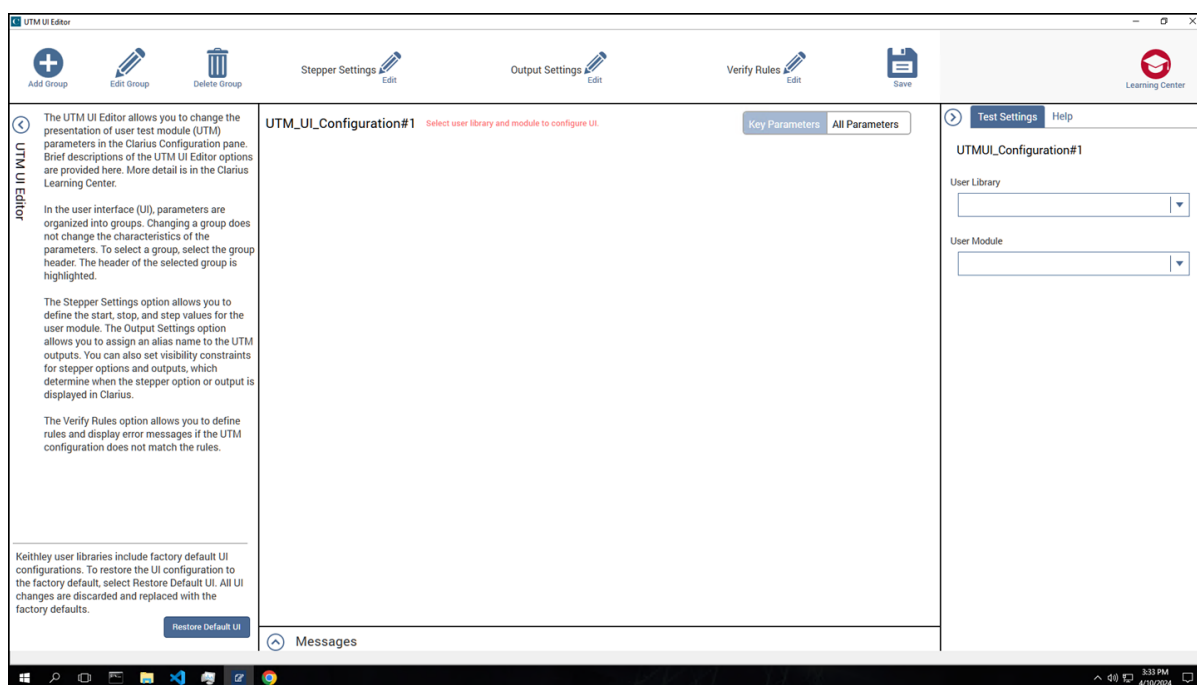 UTM UI Editor
Add Group
Edit Group
Delete Group
Stepper Settings
Edit
Output Settings
Edit
Verify Rules
Edit
Save
Learning Center
UTM UI Editor
The UTM UI Editor allows you to change the
presentation of user test module (UTM)
parameters in the Clarius Configuration pane.
Brief descriptions of the UTM UI Editor options
are provided here. More detail is in the Clarius
Learning Center.
In the user interface (UI), parameters are
organized into groups. Changing a group does
not change the characteristics of the
parameters. To select a group, select the group
header. The header of the selected group is
highlighted.
The Stepper Settings option allows you to
define the start, stop, and step values for the
user module. The Output Settings option
allows you to assign an alias name to the UTM
outputs. You can also set visibility constraints
for stepper options and outputs, which
determine when the stepper option or output is
displayed in Clarius.
The Verify Rules option allows you to define
rules and display error messages if the UTM
configuration does not match the rules.
Keithley user libraries include factory default UI
configurations. To restore the UI configuration to
the factory default, select Restore Default UI. All UI
changes are discarded and replaced with the
factory defaults.
Restore Default UI
UTM_UI_Configuration#1 Select user library and module to configure UI.
Key Parameters All Parameters
Messages
Test Settings Help
UTMUI_Configuration#1
User Library
User Module
3:33 PM
4/10/2024